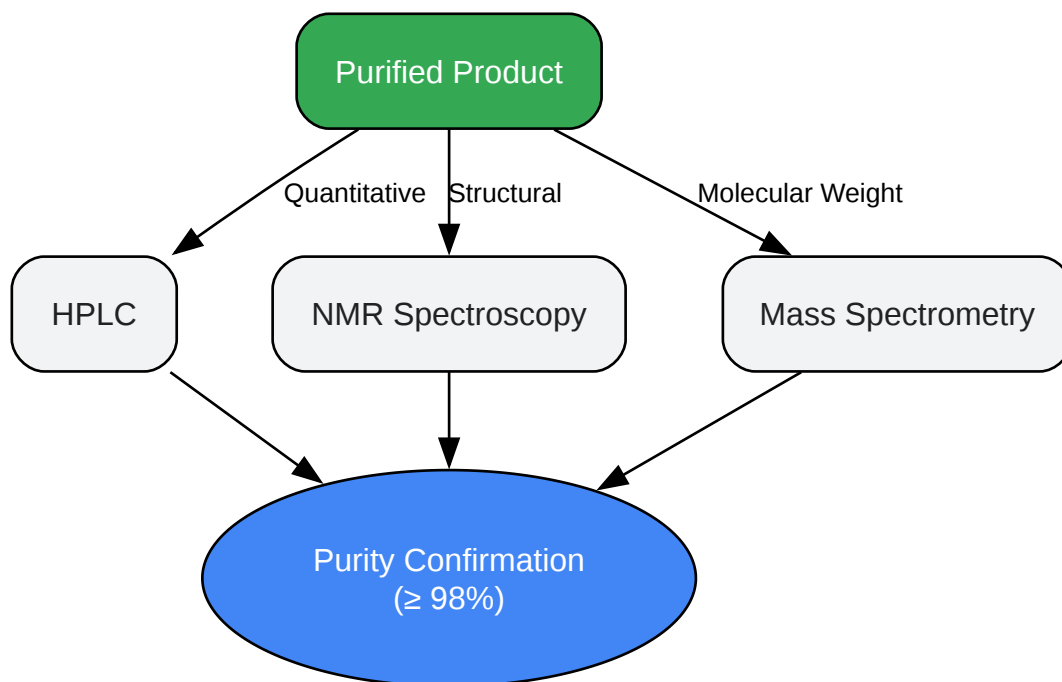 Purified Product
Quantitative
Structural
Molecular Weight
HPLC
NMR Spectroscopy
Mass Spectrometry
Purity Confirmation
(≥ 98%)